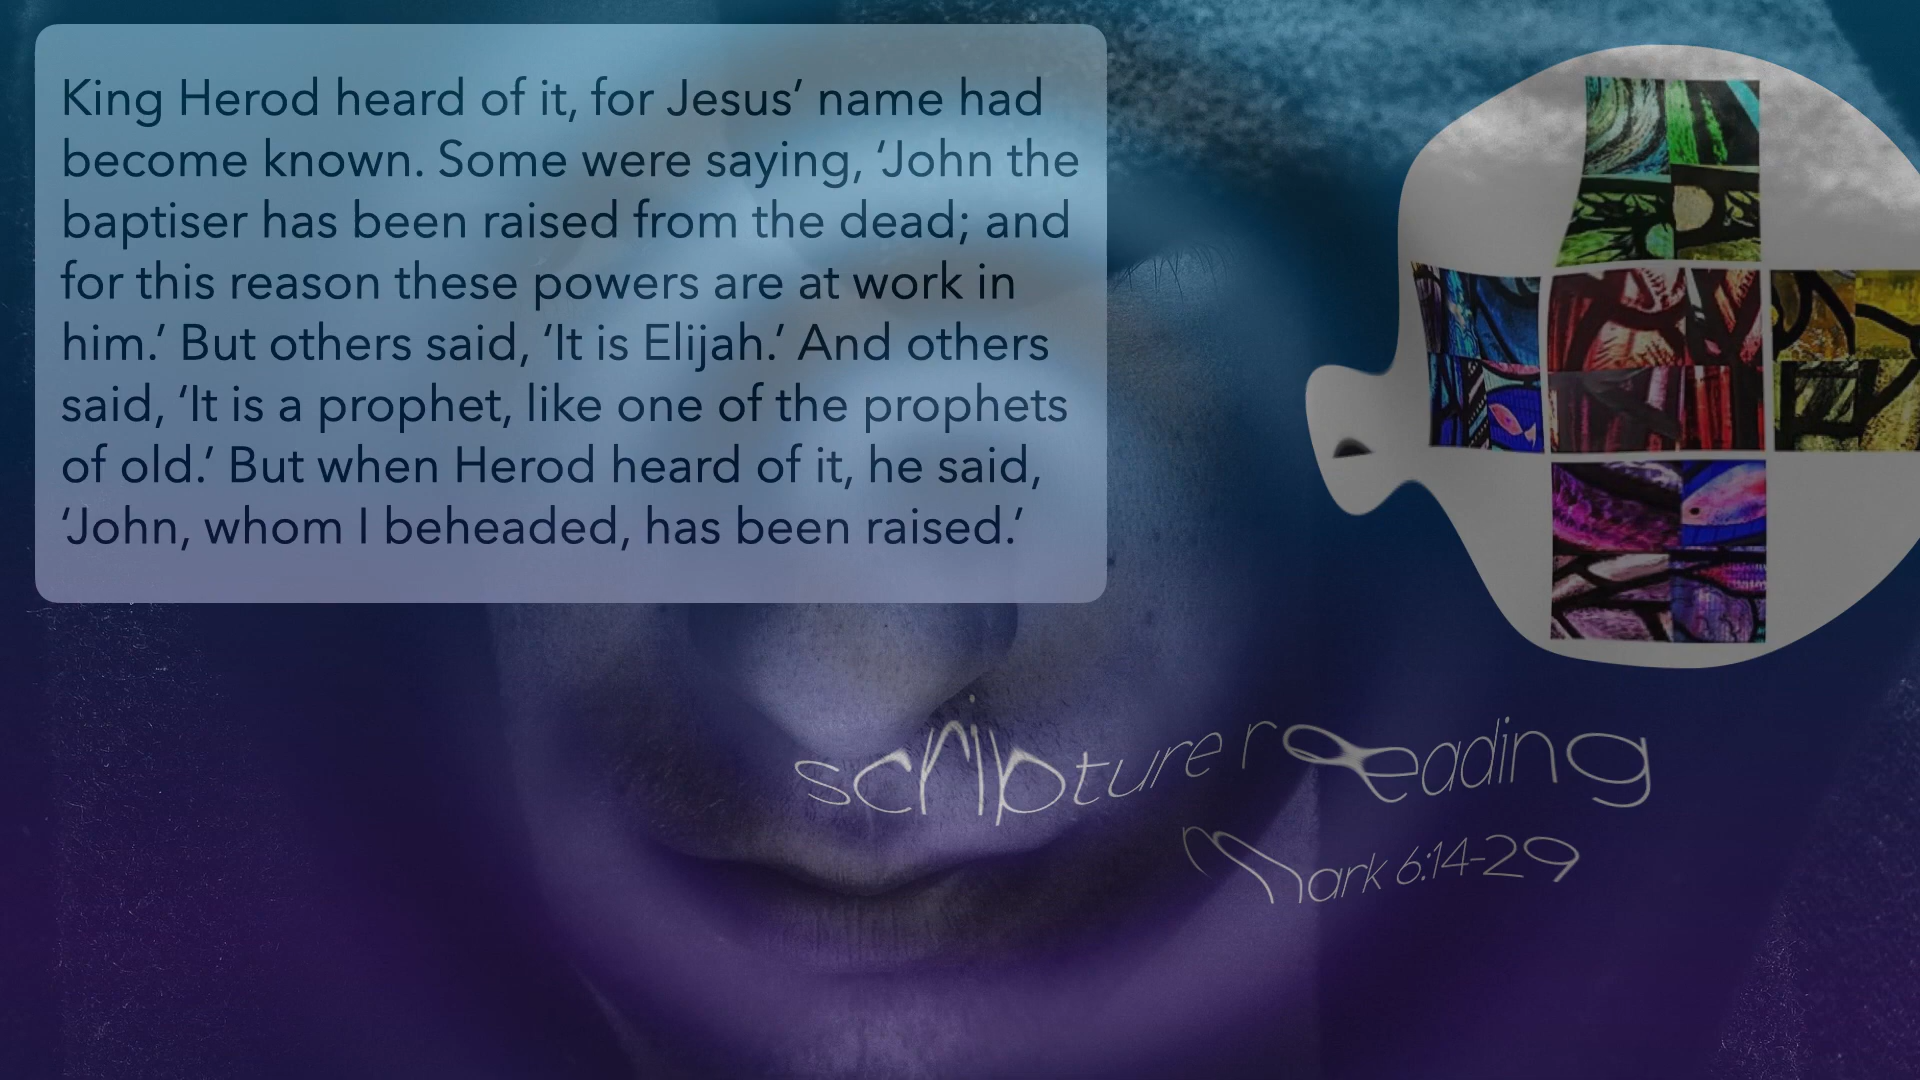 King Herod heard of it, for Jesus’ name had
become known. Some were saying, ‘John the
baptiser has been raised from the dead; and
for this reason these powers are at work in
him.’ But others said, ‘It is Elijah.’ And others
said, ‘It is a prophet, like one of the prophets
of old.’ But when Herod heard of it, he said,
‘John, whom I beheaded, has been raised.’
scripture reading
Mark 6:14-29